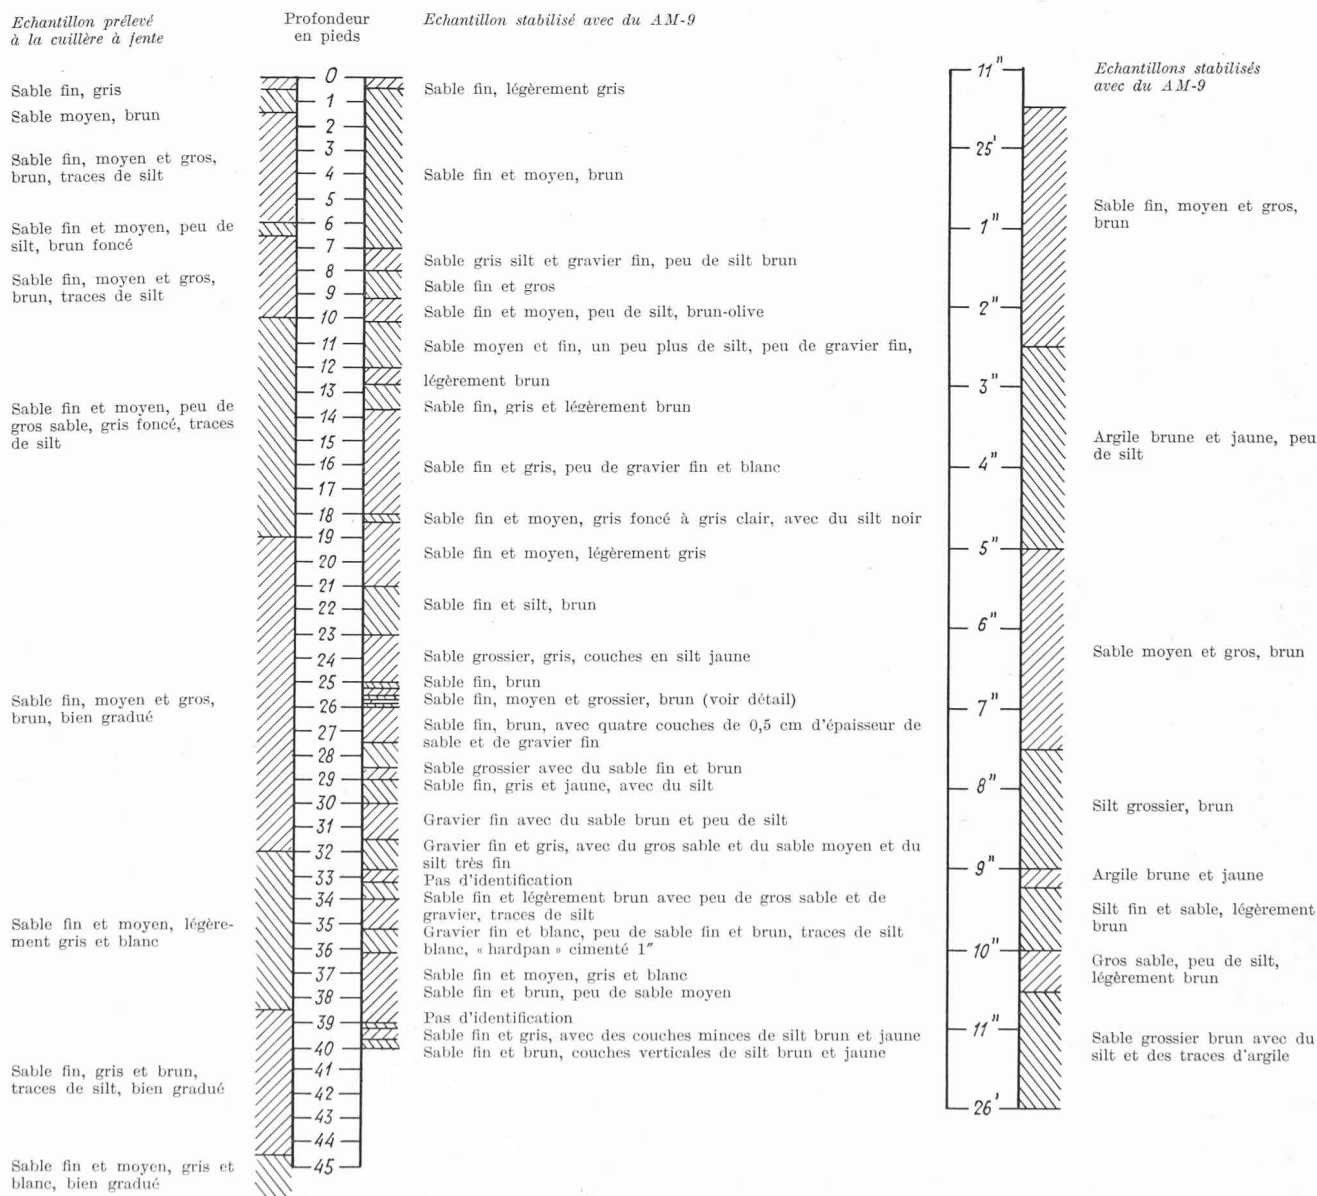 Echantillon prélevé
à la cuillère à fente
Sable fin, gris
Sable moyen, brun
Sable fin, moyen et gros,
brun, traces de silt
Sable fin et moyen, peu de
silt, brun foncé
Sable fin, moyen et gros,
brun, traces de silt
Sable fin et moyen, peu de
gros sable, gris foncé, traces
de silt
Sable fin, moyen et gros,
brun, bien gradué
Sable fin et moyen, légère-
ment gris et blanc
Sable fin, gris et brun,
traces de silt, bien gradué
Sable fin et moyen, gris et
blanc, bien gradué
Profondeur
en pieds
0
1
2
3
4
5
6
7
8
9
10
11
12
13
14
15
16
17
18
19
20
21
22
23
24
25
26
27
28
29
30
31
32
33
34
35
36
37
38
39
40
41
42
43
44
45
Echantillon stabilisé avec du AM-9
Sable fin, légèrement gris
Sable fin et moyen, brun
Sable gris silt et gravier fin, peu de silt brun
Sable fin et gros
Sable fin et moyen, peu de silt, brun-olive
Sable moyen et fin, un peu plus de silt, peu de gravier fin,
légèrement brun
Sable fin, gris et légèrement brun
Sable fin et gris, peu de gravier fin et blanc
Sable fin et moyen, gris foncé à gris clair, avec du silt noir
Sable fin et moyen, légèrement gris
Sable fin et silt, brun
Sable grossier, gris, couches en silt jaune
Sable fin, brun
Sable fin, moyen et grossier, brun (voir détail)
Sable fin, brun, avec quatre couches de 0,5 cm d'épaisseur de
sable et de gravier fin
Sable grossier avec du sable fin et brun
Sable fin, gris et jaune, avec du silt
Gravier fin avec du sable brun et peu de silt
Gravier fin et gris, avec du gros sable et du sable moyen et du
silt très fin
Pas d'identification
Sable fin et légèrement brun avec peu de gros sable et de
gravier, traces de silt
Gravier fin et blanc, peu de sable fin et brun, traces de silt
blanc, « hardpan » cimenté 1″
Sable fin et moyen, gris et blanc
Sable fin et brun, peu de sable moyen
Pas d'identification
Sable fin et gris, avec des couches minces de silt brun et jaune
Sable fin et brun, couches verticales de silt brun et jaune
11"
25'
1"
2"
3"
4"
5"
6"
7"
8"
9"
10"
11"
26'
Echantillons stabilisés
avec du AM-9
Sable fin, moyen et gros,
brun
Argile brune et jaune, peu
de silt
Sable moyen et gros, brun
Silt grossier, brun
Argile brune et jaune
Silt fin et sable, légèrement
brun
Gros sable, peu de silt,
légèrement brun
Sable grossier brun avec du
silt et des traces d'argile